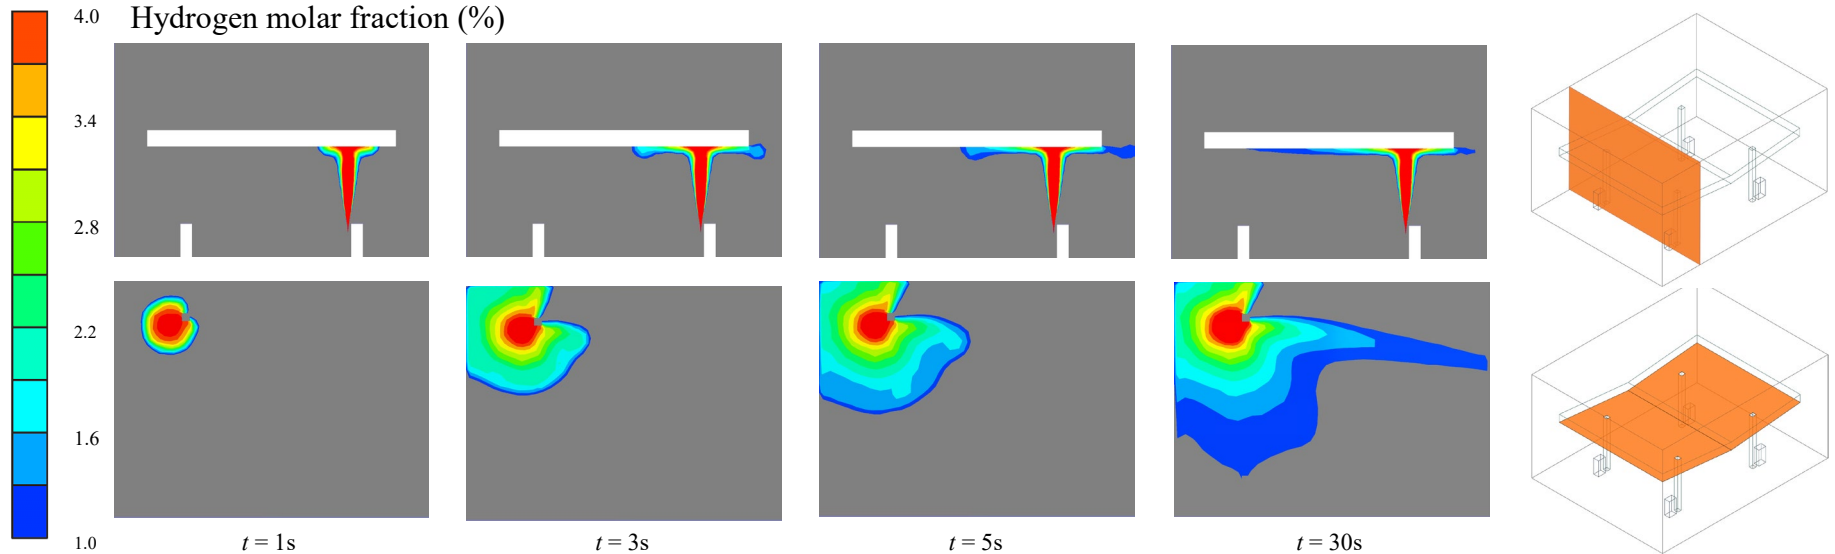 Hydrogen molar fraction (%)
4.0
3.4
2.8
2.2
1.6
1.0
t = 1s
t = 3s
t = 5s
t = 30s